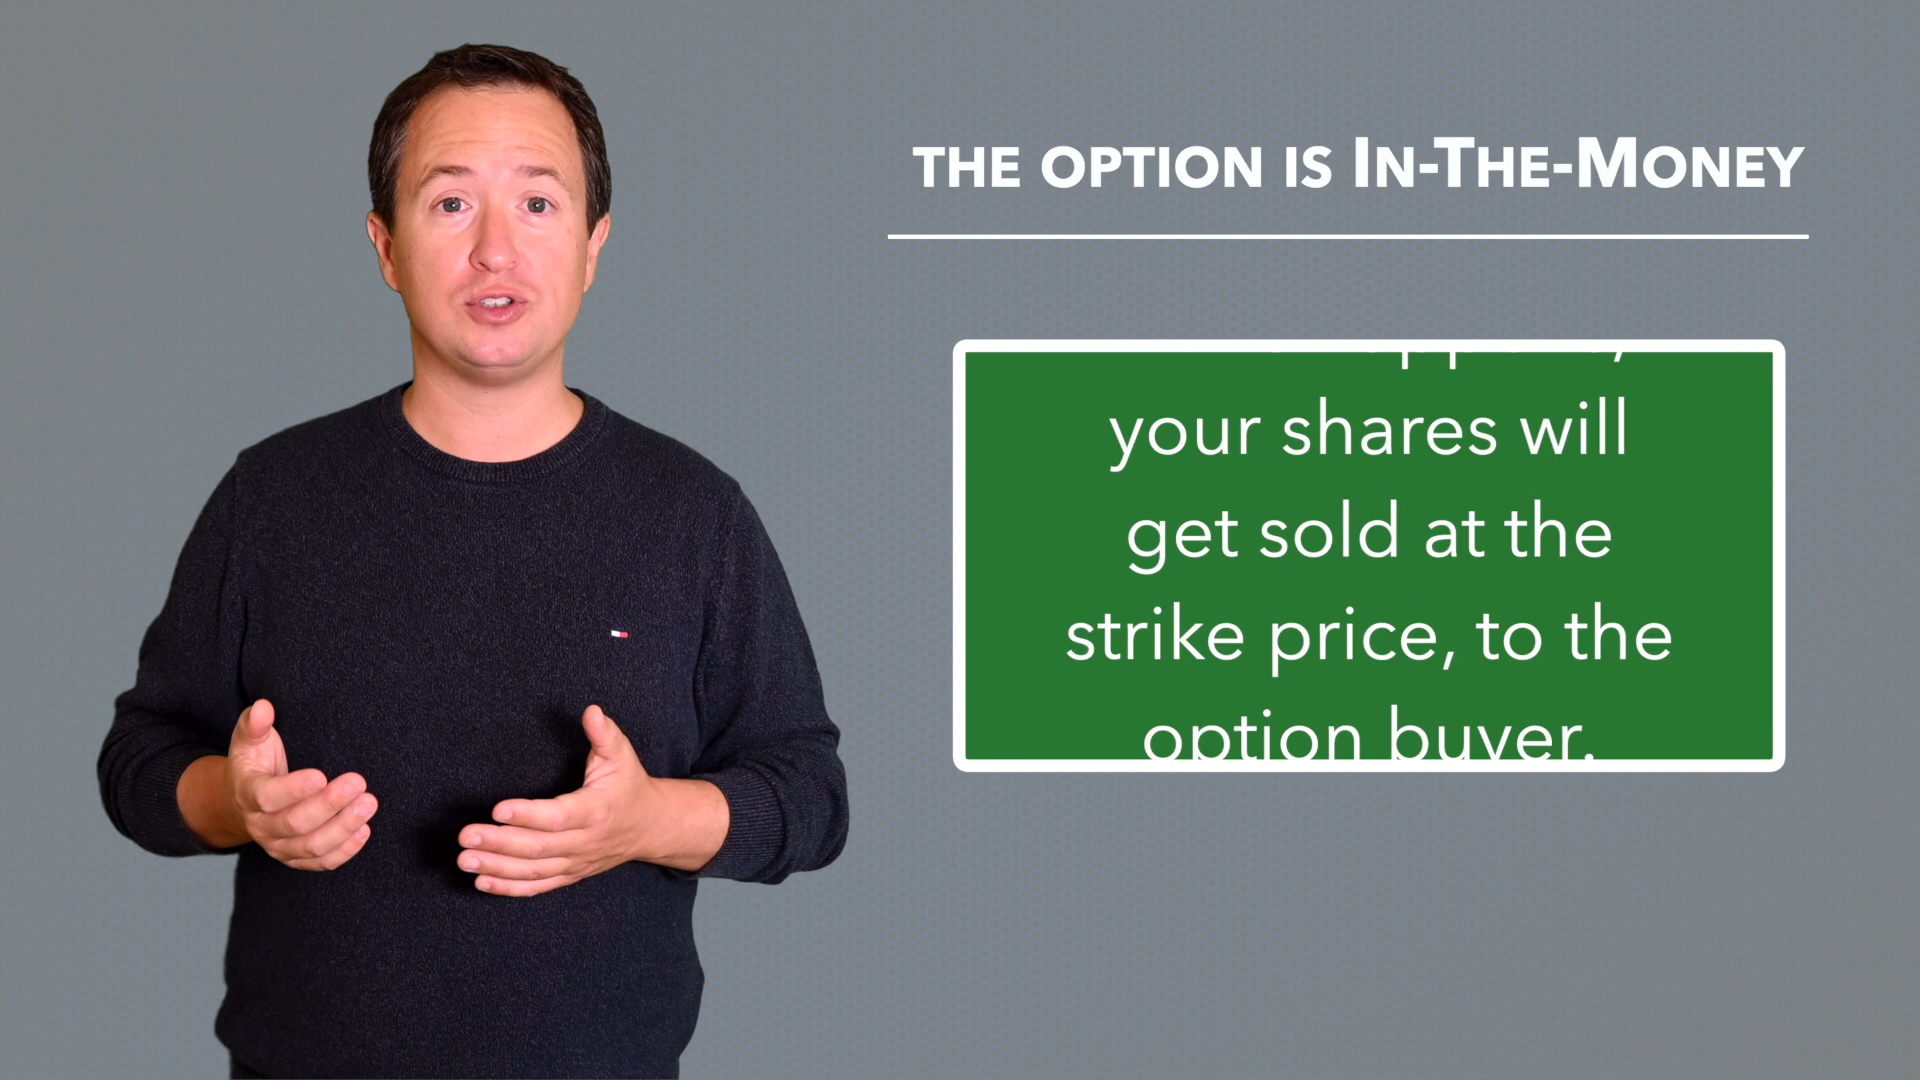 THE OPTION IS IN-THE-MONEY
your shares will
get sold at the
strike price, to the
option buyer.